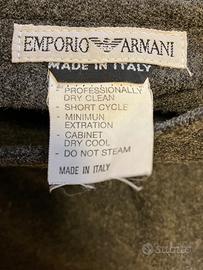 EMPORIO ARMANI
MADE IN ITALY
- PROFESSIONALLY
DRY CLEAN
- SHORT CYCLE
- MINIMUN
EXTRATION
- CABINET
DRY COOL
- DO NOT STEAM
MADE IN ITALY
subito